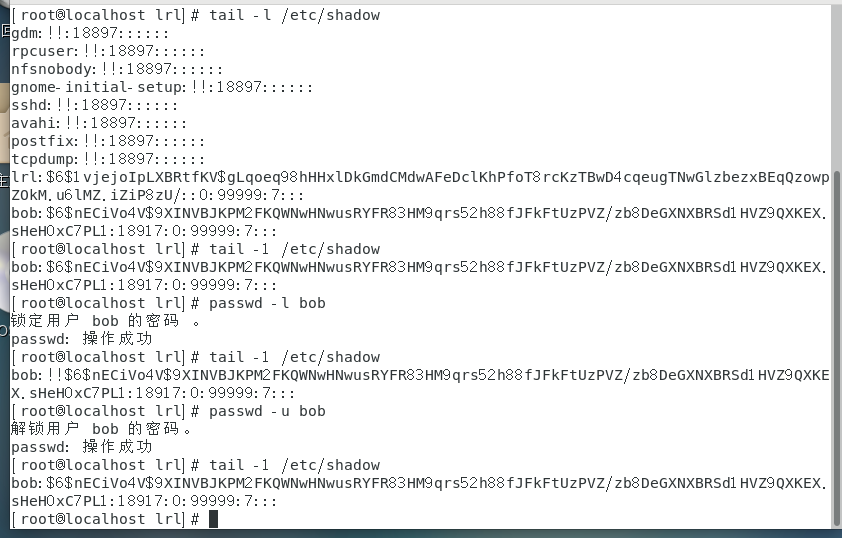 [root@localhost lrl]# tail -l /etc/shadow
gdm:!!:18897::::::
rpcuser:!!:18897::::::
nfsnobody:!!:18897::::::
gnome-initial-setup:!!:18897::::::
sshd:!!:18897::::::
avahi:!!:18897::::::
postfix:!!:18897::::::
tcpdump:!!:18897::::::
lrl:$6$1vjejoIpLXBRtfKV$gLqoeq98hHHxlDkGmdCMdwAFeDclKhPfoT8rcKzTBwD4cqeugTNwGlzbezxBEqQzowp
ZOkM.u6lMZ.iZiP8zU/::0:99999:7:::
bob:$6$nECiVo4V$9XINVBJKPM2FKQWNwHNwusRYFR83HM9qrs52h88fJFkFtUzPVZ/zb8DeGXNXBRSd1HVZ9QXKEX.
sHeH0xC7PL1:18917:0:99999:7:::
[root@localhost lrl]# tail -1 /etc/shadow
bob:$6$nECiVo4V$9XINVBJKPM2FKQWNwHNwusRYFR83HM9qrs52h88fJFkFtUzPVZ/zb8DeGXNXBRSd1HVZ9QXKEX.
sHeH0xC7PL1:18917:0:99999:7:::
[root@localhost lrl]# passwd -l bob
锁定用户 bob 的密码 。
passwd: 操作成功
[root@localhost lrl]# tail -1 /etc/shadow
bob:!!$6$nECiVo4V$9XINVBJKPM2FKQWNwHNwusRYFR83HM9qrs52h88fJFkFtUzPVZ/zb8DeGXNXBRSd1HVZ9QXKE
X.sHeH0xC7PL1:18917:0:99999:7:::
[root@localhost lrl]# passwd -u bob
解锁用户 bob 的密码。
passwd: 操作成功
[root@localhost lrl]# tail -1 /etc/shadow
bob:$6$nECiVo4V$9XINVBJKPM2FKQWNwHNwusRYFR83HM9qrs52h88fJFkFtUzPVZ/zb8DeGXNXBRSd1HVZ9QXKEX.
sHeH0xC7PL1:18917:0:99999:7:::
[root@localhost lrl]#